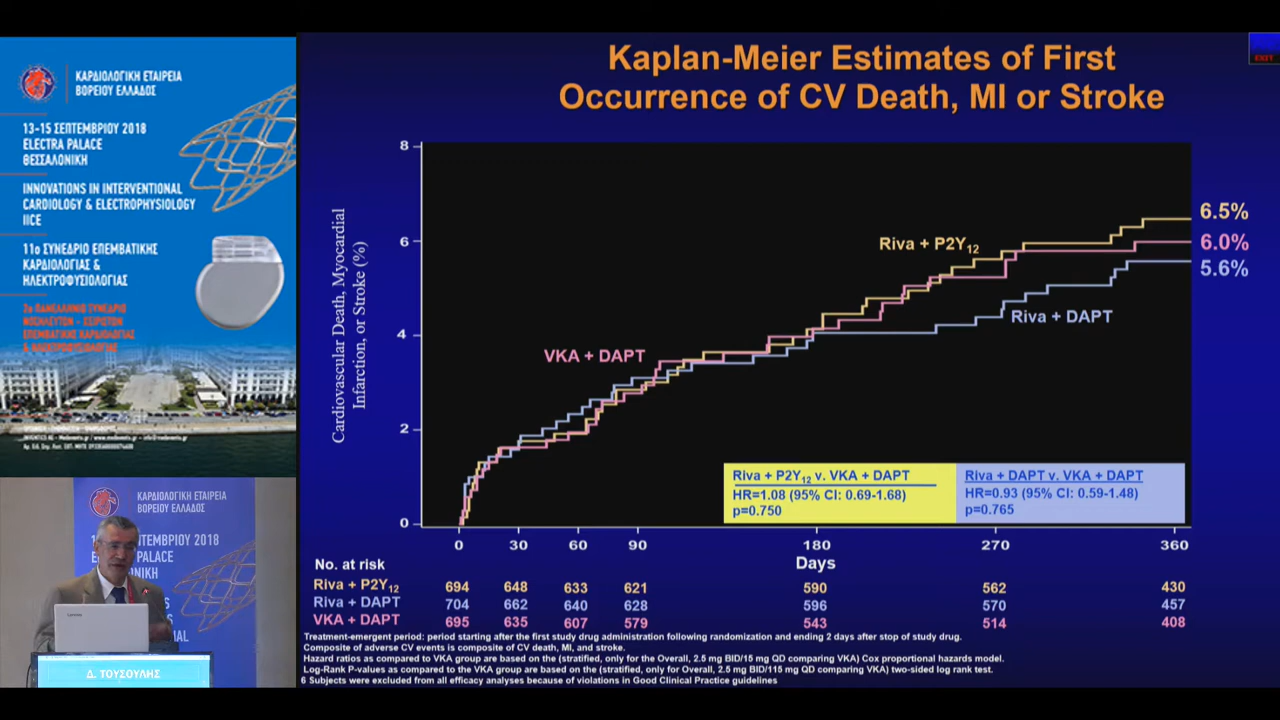 ΚΑΡΔΙΟΛΟΓΙΚΗ ΕΤΑΙΡΕΙΑ
ΒΟΡΕΙΟΥ ΕΛΛΑΔΟΣ
13-15 ΣΕΠΤΕΜΒΡΙΟΥ 2018
ELECTRA PALACE
ΘΕΣΣΑΛΟΝΙΚΗ
INNOVATIONS IN INTERVENTIONAL
CARDIOLOGY & ELECTROPHYSIOLOGY
IICE
11ο ΣΥΝΕΔΡΙΟ ΕΠΕΜΒΑΤΙΚΗΣ
ΚΑΡΔΙΟΛΟΓΙΑΣ &
ΗΛΕΚΤΡΟΦΥΣΙΟΛΟΓΙΑΣ
ΚΑΡΔΙΟΛΟΓΙΚΗ ΕΤΑΙΡΕΙΑ
ΒΟΡΕΙΟΥ ΕΛΛΑΔΟΣ
ΣΕΠΤΕΜΒΡΙΟΥ 2018
PALACE
Δ. ΤΟΥΣΟΥΛΗΣ
EXIT
Kaplan-Meier Estimates of First
Occurrence of CV Death, MI or Stroke
Cardiovascular Death, Myocardial
Infarction, or Stroke (%)
8
6
4
2
0
6.5%
6.0%
5.6%
Riva + P2Y12
Riva + DAPT
VKA + DAPT
Riva + P2Y12 v. VKA + DAPT
HR=1.08 (95% CI: 0.69-1.68)
p=0.750
Riva + DAPT v. VKA + DAPT
HR=0.93 (95% CI: 0.59-1.48)
p=0.765
0 30 60 90 180 270 360
Days
No. at risk
Riva + P2Y12 694 648 633 621 590 562 430
Riva + DAPT 704 662 640 628 596 570 457
VKA + DAPT 695 635 607 579 543 514 408
Treatment-emergent period: period starting after the first study drug administration following randomization and ending 2 days after stop of study drug.
Composite of adverse CV events is composite of CV death, MI, and stroke.
Hazard ratios as compared to VKA group are based on the (stratified, only for the Overall, 2.5 mg BID/15 mg QD comparing VKA) Cox proportional hazards model.
Log-Rank P-values as compared to the VKA group are based on the (stratified, only for Overall, 2.5 mg BID/15 mg QD comparing VKA) two-sided log rank test.
6 Subjects were excluded from all efficacy analyses because of violations in Good Clinical Practice guidelines